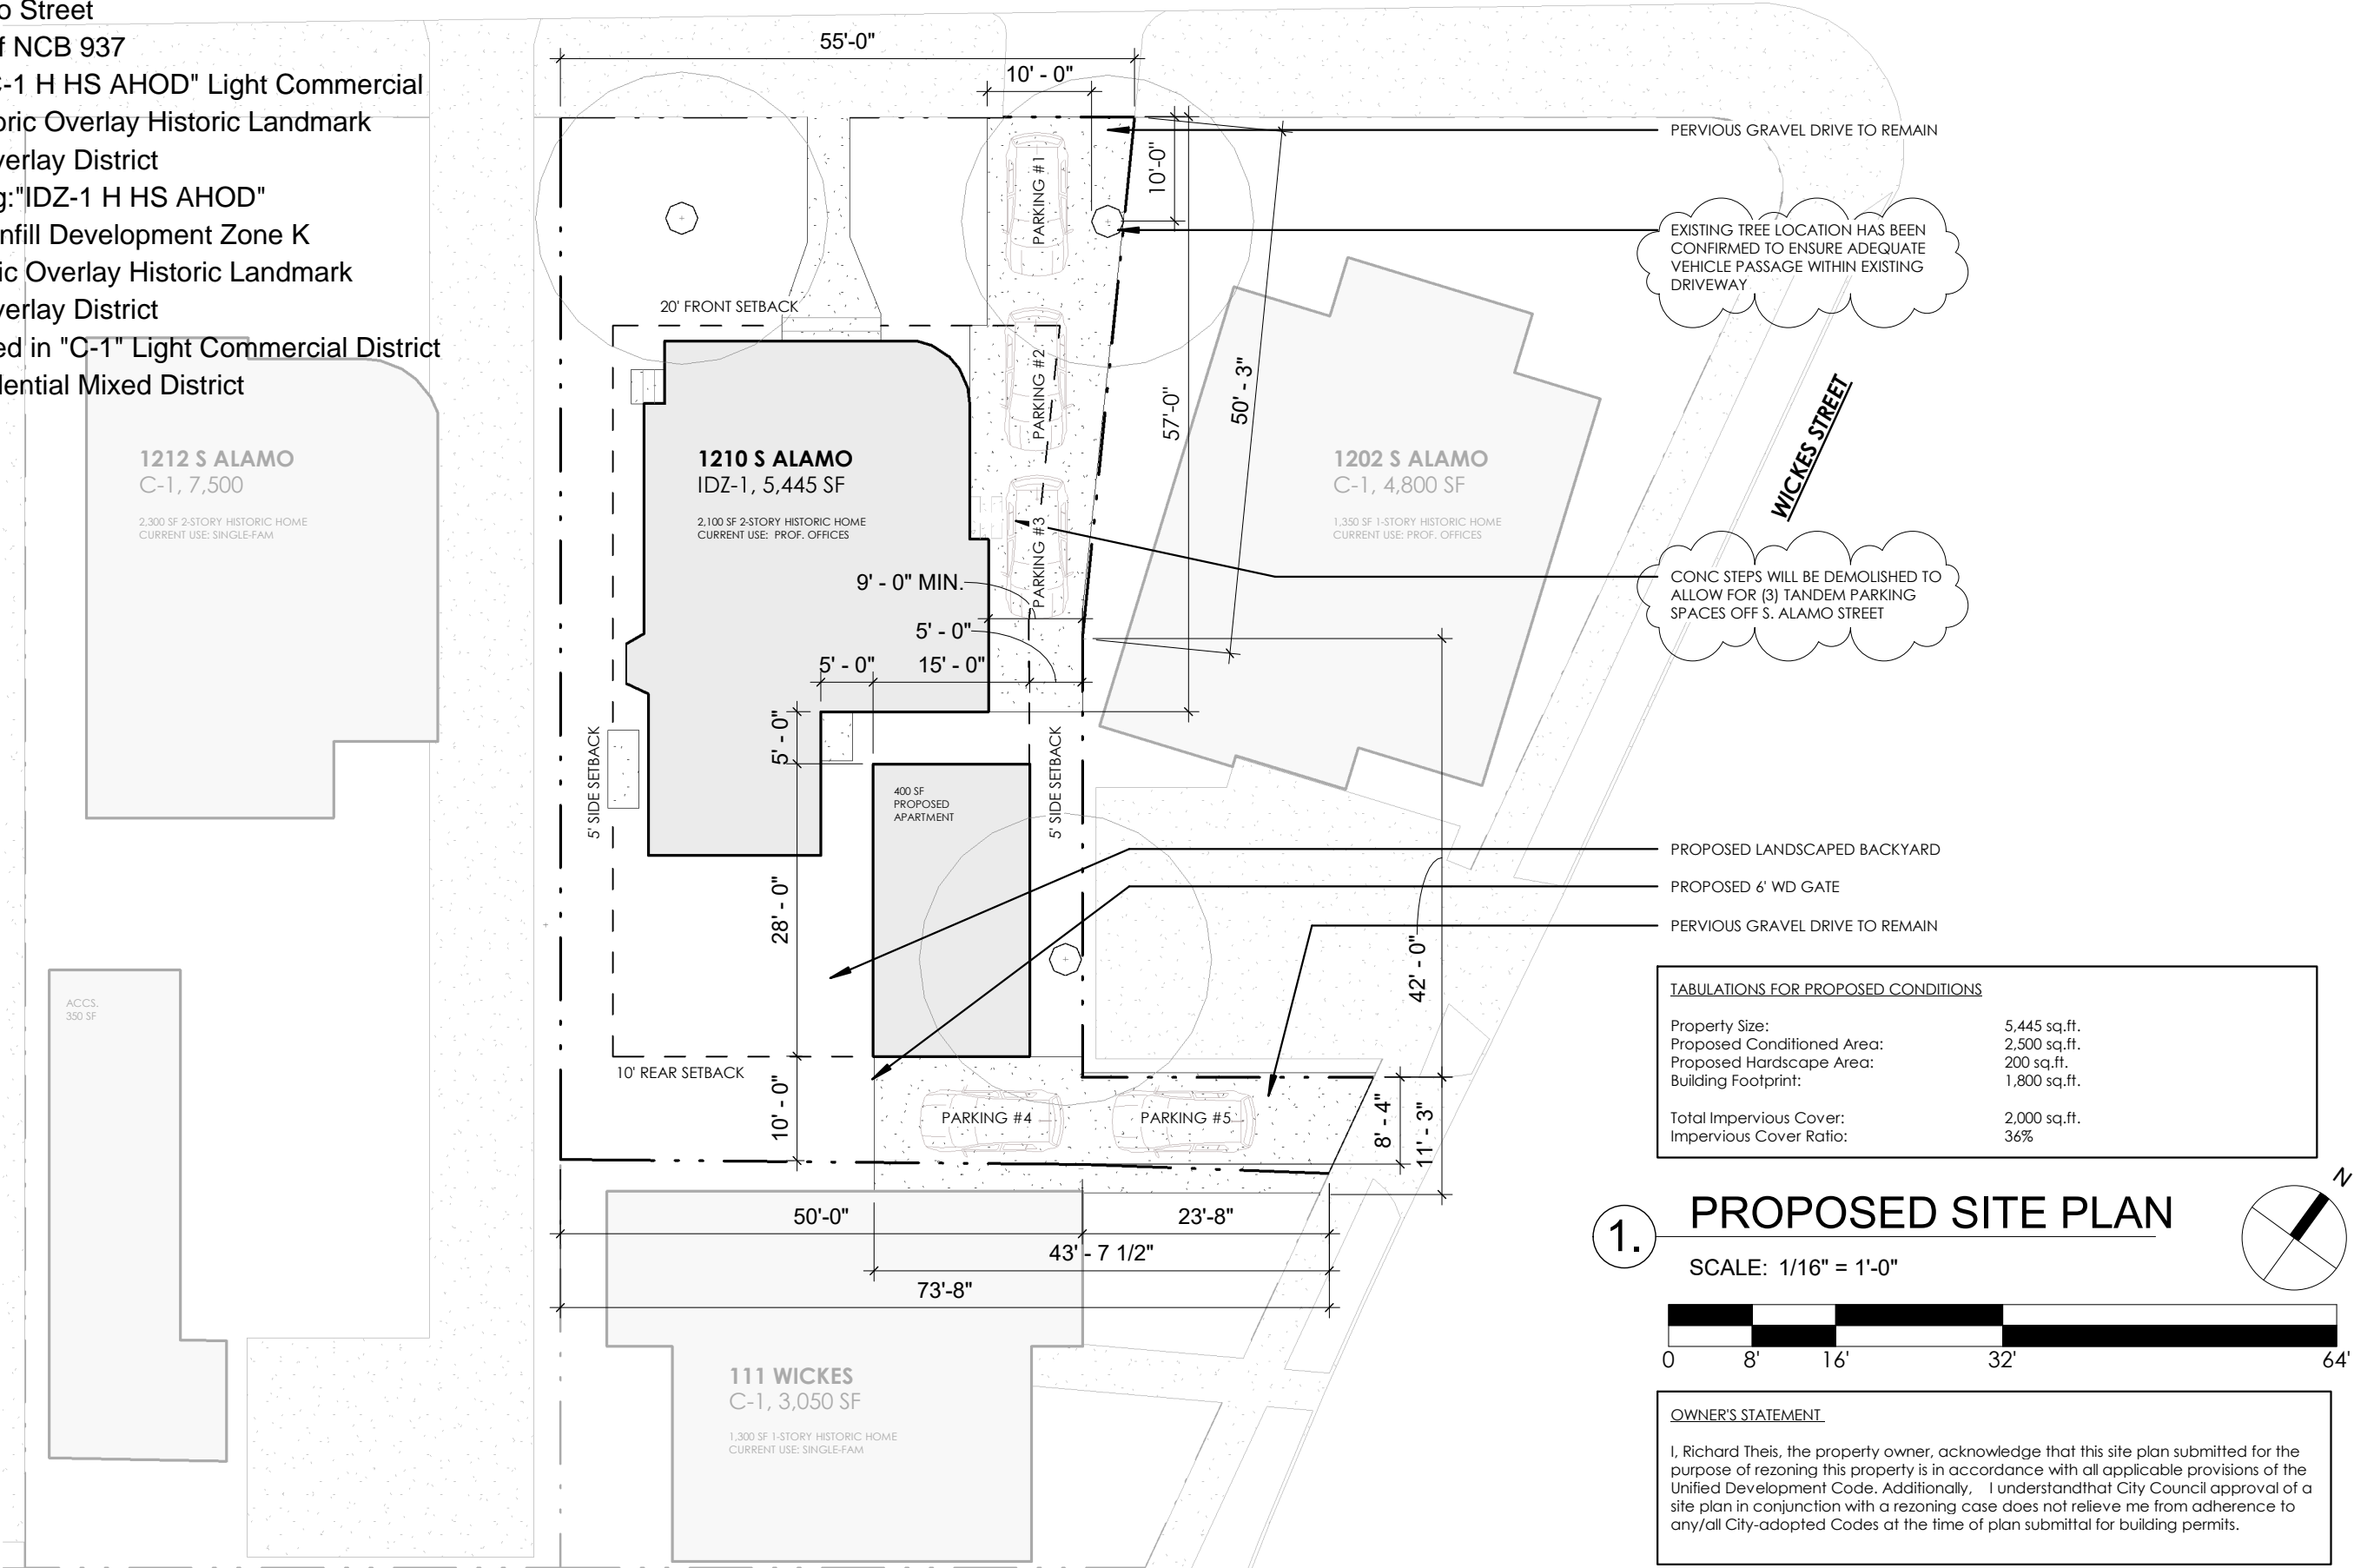 o Street
f NCB 937
C-1 H HS AHOD" Light Commercial
oric Overlay Historic Landmark
verlay District
g:"IDZ-1 H HS AHOD"
nfill Development Zone K
ic Overlay Historic Landmark
verlay District
ed in "C-1" Light Commercial District
dential Mixed District
55'-0"
10' - 0"
PARKING #1
10'-0"
PERVIOUS GRAVEL DRIVE TO REMAIN
EXISTING TREE LOCATION HAS BEEN
CONFIRMED TO ENSURE ADEQUATE
VEHICLE PASSAGE WITHIN EXISTING
DRIVEWAY
20' FRONT SETBACK
PARKING #2
57'-0"
50' - 3"
WICKES STREET
1212 S ALAMO
C-1, 7,500
2,300 SF 2-STORY HISTORIC HOME
CURRENT USE: SINGLE-FAM
1210 S ALAMO
IDZ-1, 5,445 SF
2,100 SF 2-STORY HISTORIC HOME
CURRENT USE: PROF. OFFICES
1202 S ALAMO
C-1, 4,800 SF
1,350 SF 1-STORY HISTORIC HOME
CURRENT USE: PROF. OFFICES
PARKING #3
9' - 0" MIN.
5' - 0"
5' - 0"
15' - 0"
CONC STEPS WILL BE DEMOLISHED TO
ALLOW FOR (3) TANDEM PARKING
SPACES OFF S. ALAMO STREET
5' - 0"
5' SIDE SETBACK
5' SIDE SETBACK
400 SF
PROPOSED
APARTMENT
28' - 0"
PROPOSED LANDSCAPED BACKYARD
PROPOSED 6' WD GATE
PERVIOUS GRAVEL DRIVE TO REMAIN
42' - 0"
ACCS.
350 SF
10' REAR SETBACK
10' - 0"
PARKING #4
PARKING #5
8' - 4"
11' - 3"
TABULATIONS FOR PROPOSED CONDITIONS
Property Size: 5,445 sq.ft.
Proposed Conditioned Area: 2,500 sq.ft.
Proposed Hardscape Area: 200 sq.ft.
Building Footprint: 1,800 sq.ft.
Total Impervious Cover: 2,000 sq.ft.
Impervious Cover Ratio: 36%
50'-0"
23'-8"
43' - 7 1/2"
73'-8"
1. PROPOSED SITE PLAN
N
SCALE: 1/16" = 1'-0"
0 8' 16' 32' 64'
111 WICKES
C-1, 3,050 SF
1,300 SF 1-STORY HISTORIC HOME
CURRENT USE: SINGLE-FAM
OWNER'S STATEMENT
I, Richard Theis, the property owner, acknowledge that this site plan submitted for the
purpose of rezoning this property is in accordance with all applicable provisions of the
Unified Development Code. Additionally, I understandthat City Council approval of a
site plan in conjunction with a rezoning case does not relieve me from adherence to
any/all City-adopted Codes at the time of plan submittal for building permits.